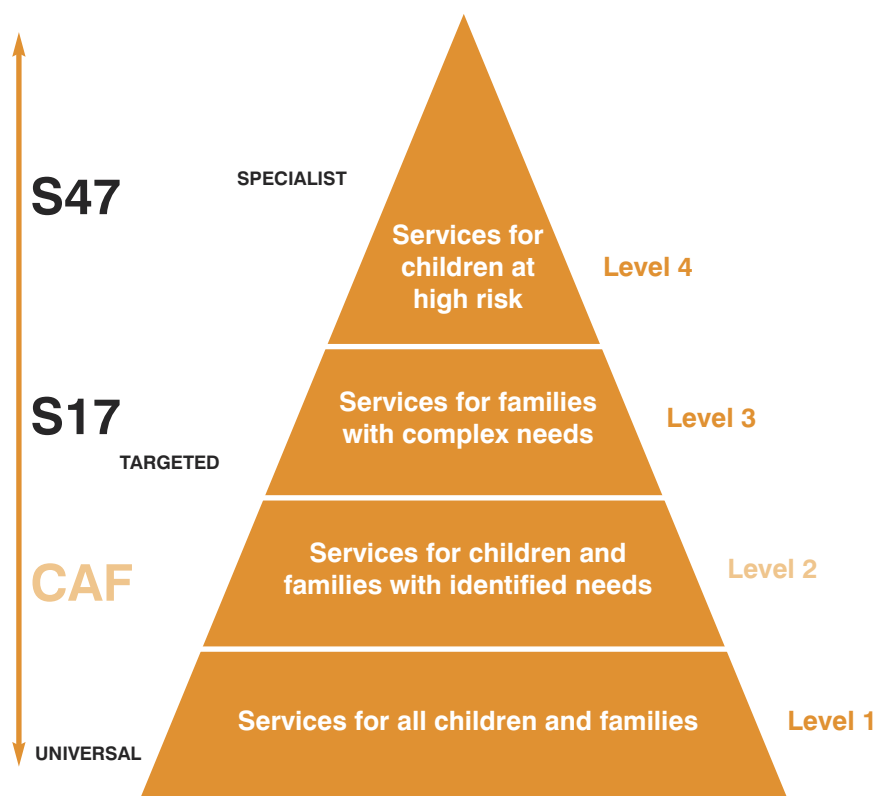 SPECIALIST
S47
Services for
children at
high risk
Level 4
S17
Services for families
with complex needs
Level 3
TARGETED
CAF
Services for children and
families with identified needs
Level 2
Services for all children and families
Level 1
UNIVERSAL